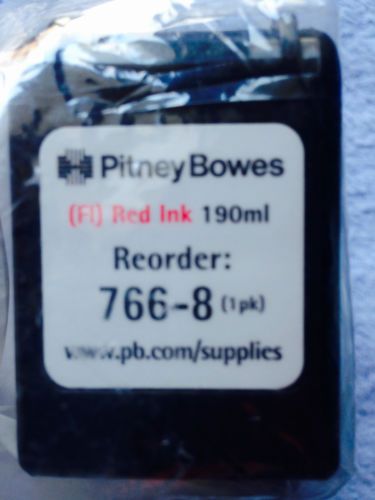 Pitney Bowes
(FI) Red Ink 190ml
Reorder:
766-8 (1pk)
www.pb.com/supplies